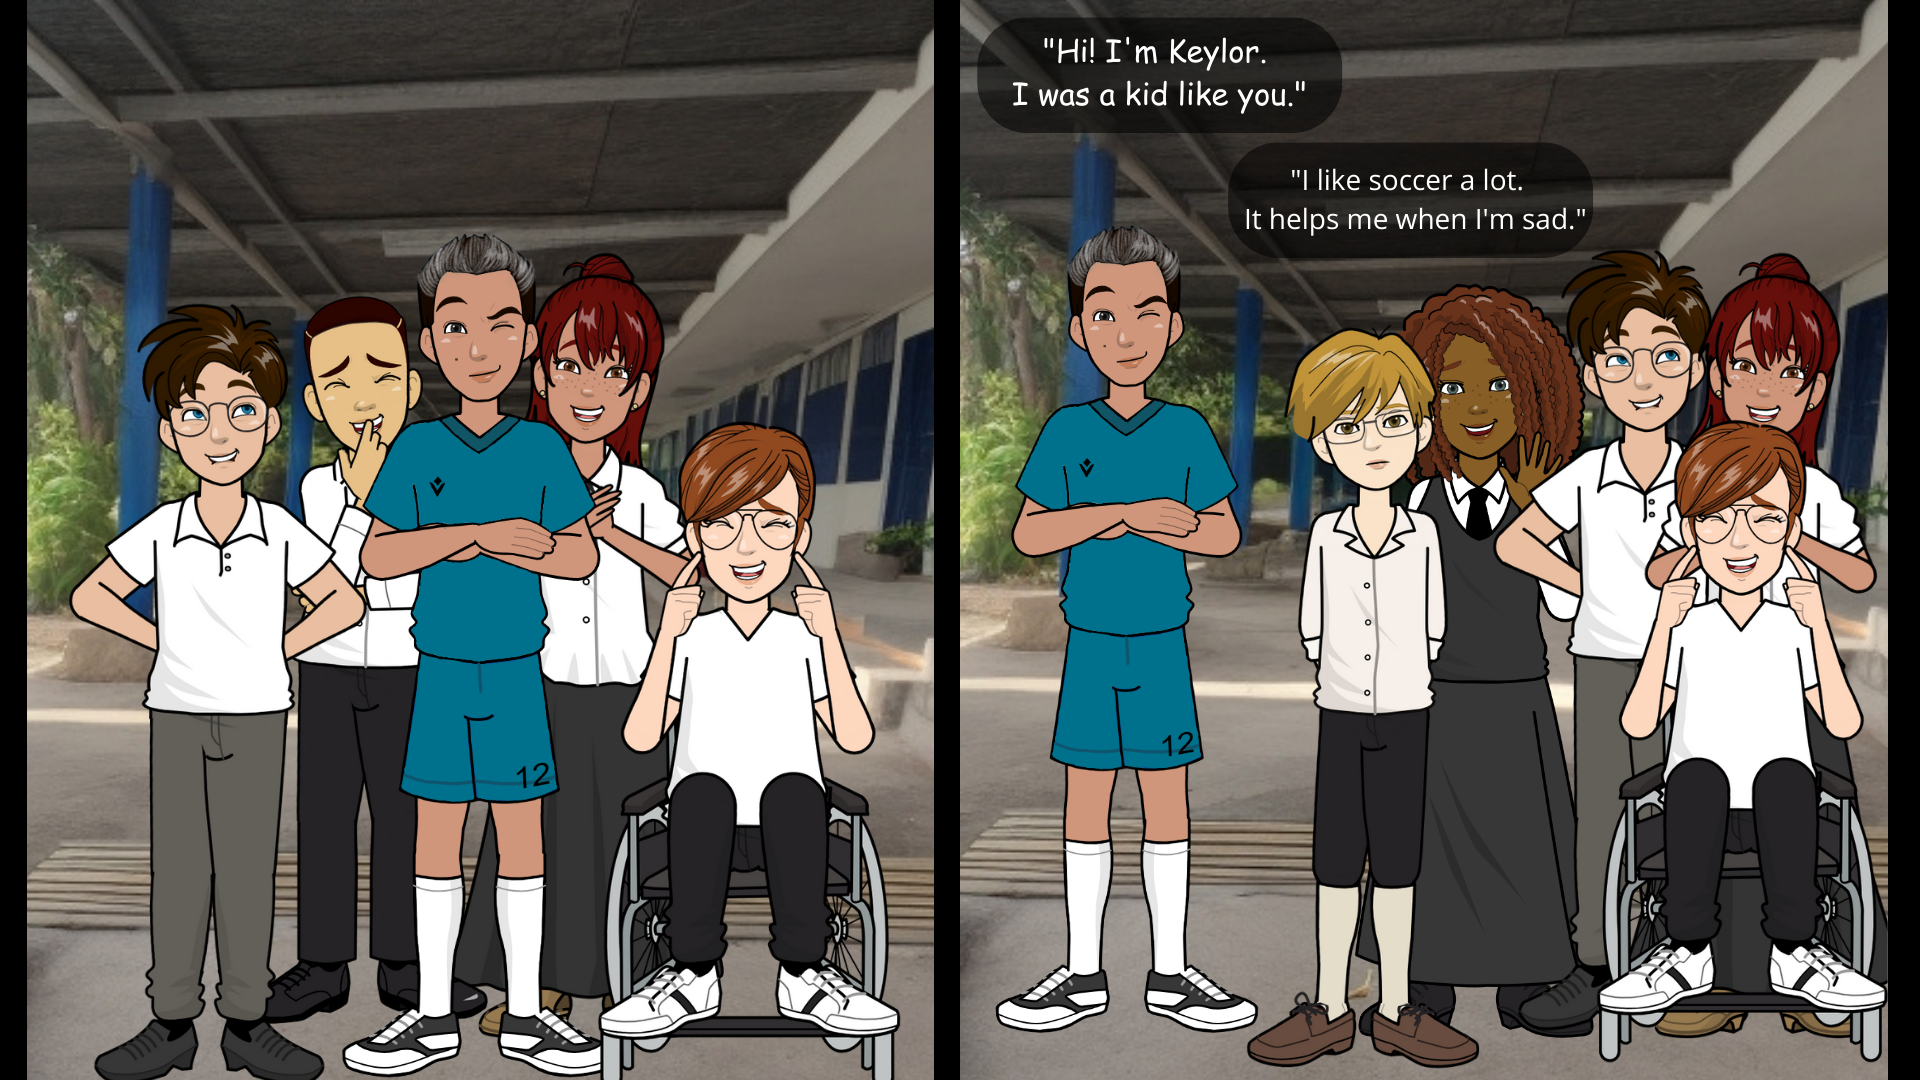 "Hi! I'm Keylor.
I was a kid like you."
"I like soccer a lot.
It helps me when I'm sad."
12
12